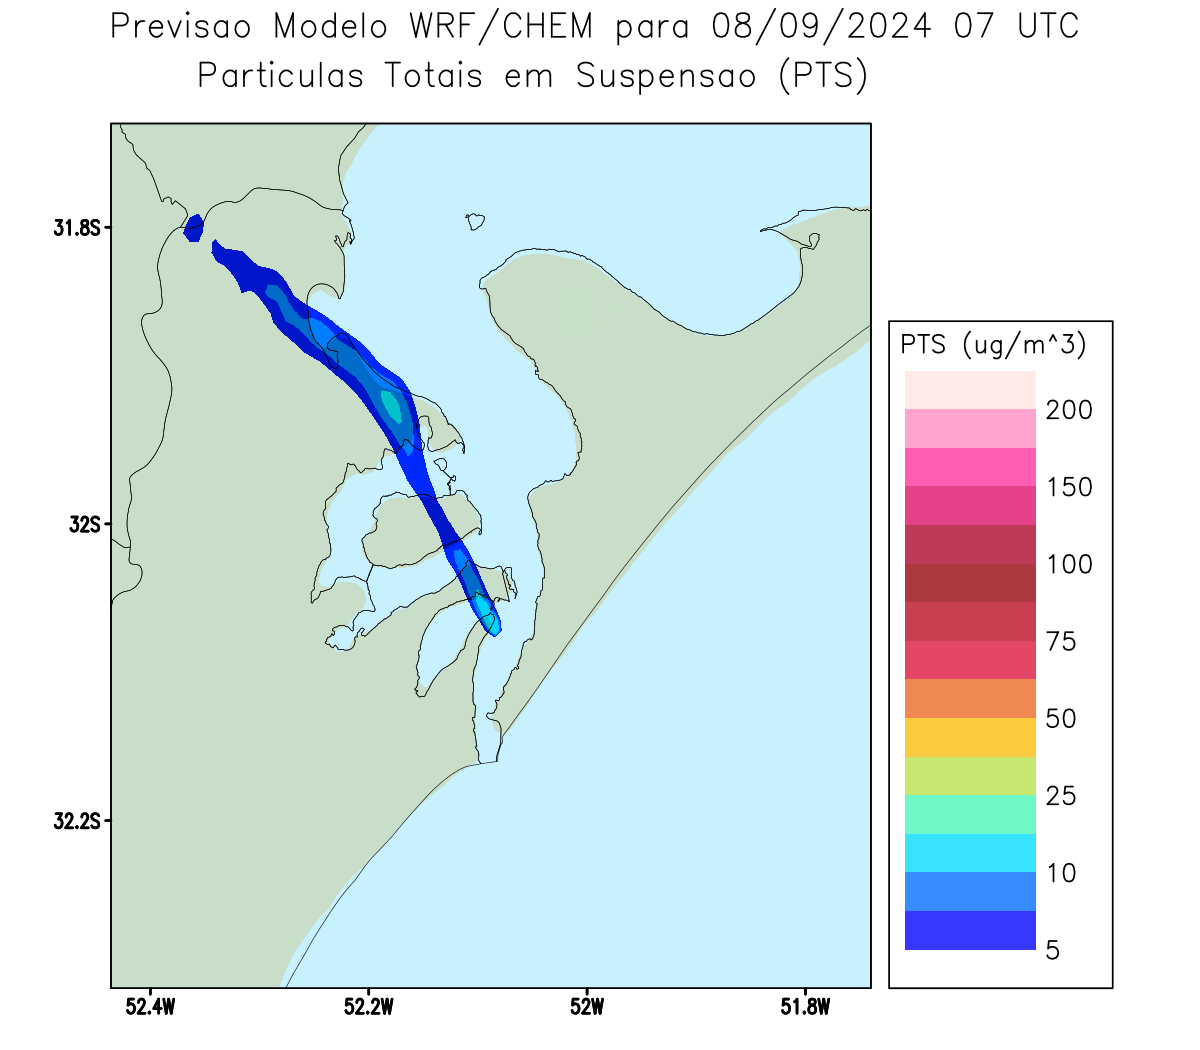 Previsao Modelo WRF/CHEM para 08/09/2024 07 UTC
Particulas Totais em Suspensao (PTS)
31.8S
32S
32.2S
52.4W
52.2W
52W
51.8W
PTS (ug/m^3)
200
150
100
75
50
25
10
5